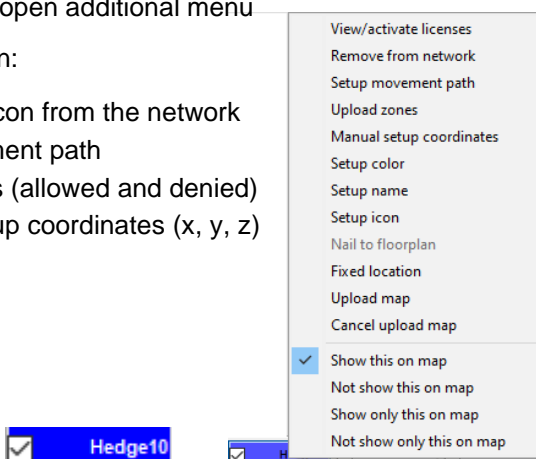 open additional menu
n:
con from the network
nent path
s (allowed and denied)
up coordinates (x, y, z)
View/activate licenses
Remove from network
Setup movement path
Upload zones
Manual setup coordinates
Setup color
Setup name
Setup icon
Nail to floorplan
Fixed location
Upload map
Cancel upload map
Show this on map
Not show this on map
Show only this on map
Not show only this on map
Hedge10
H